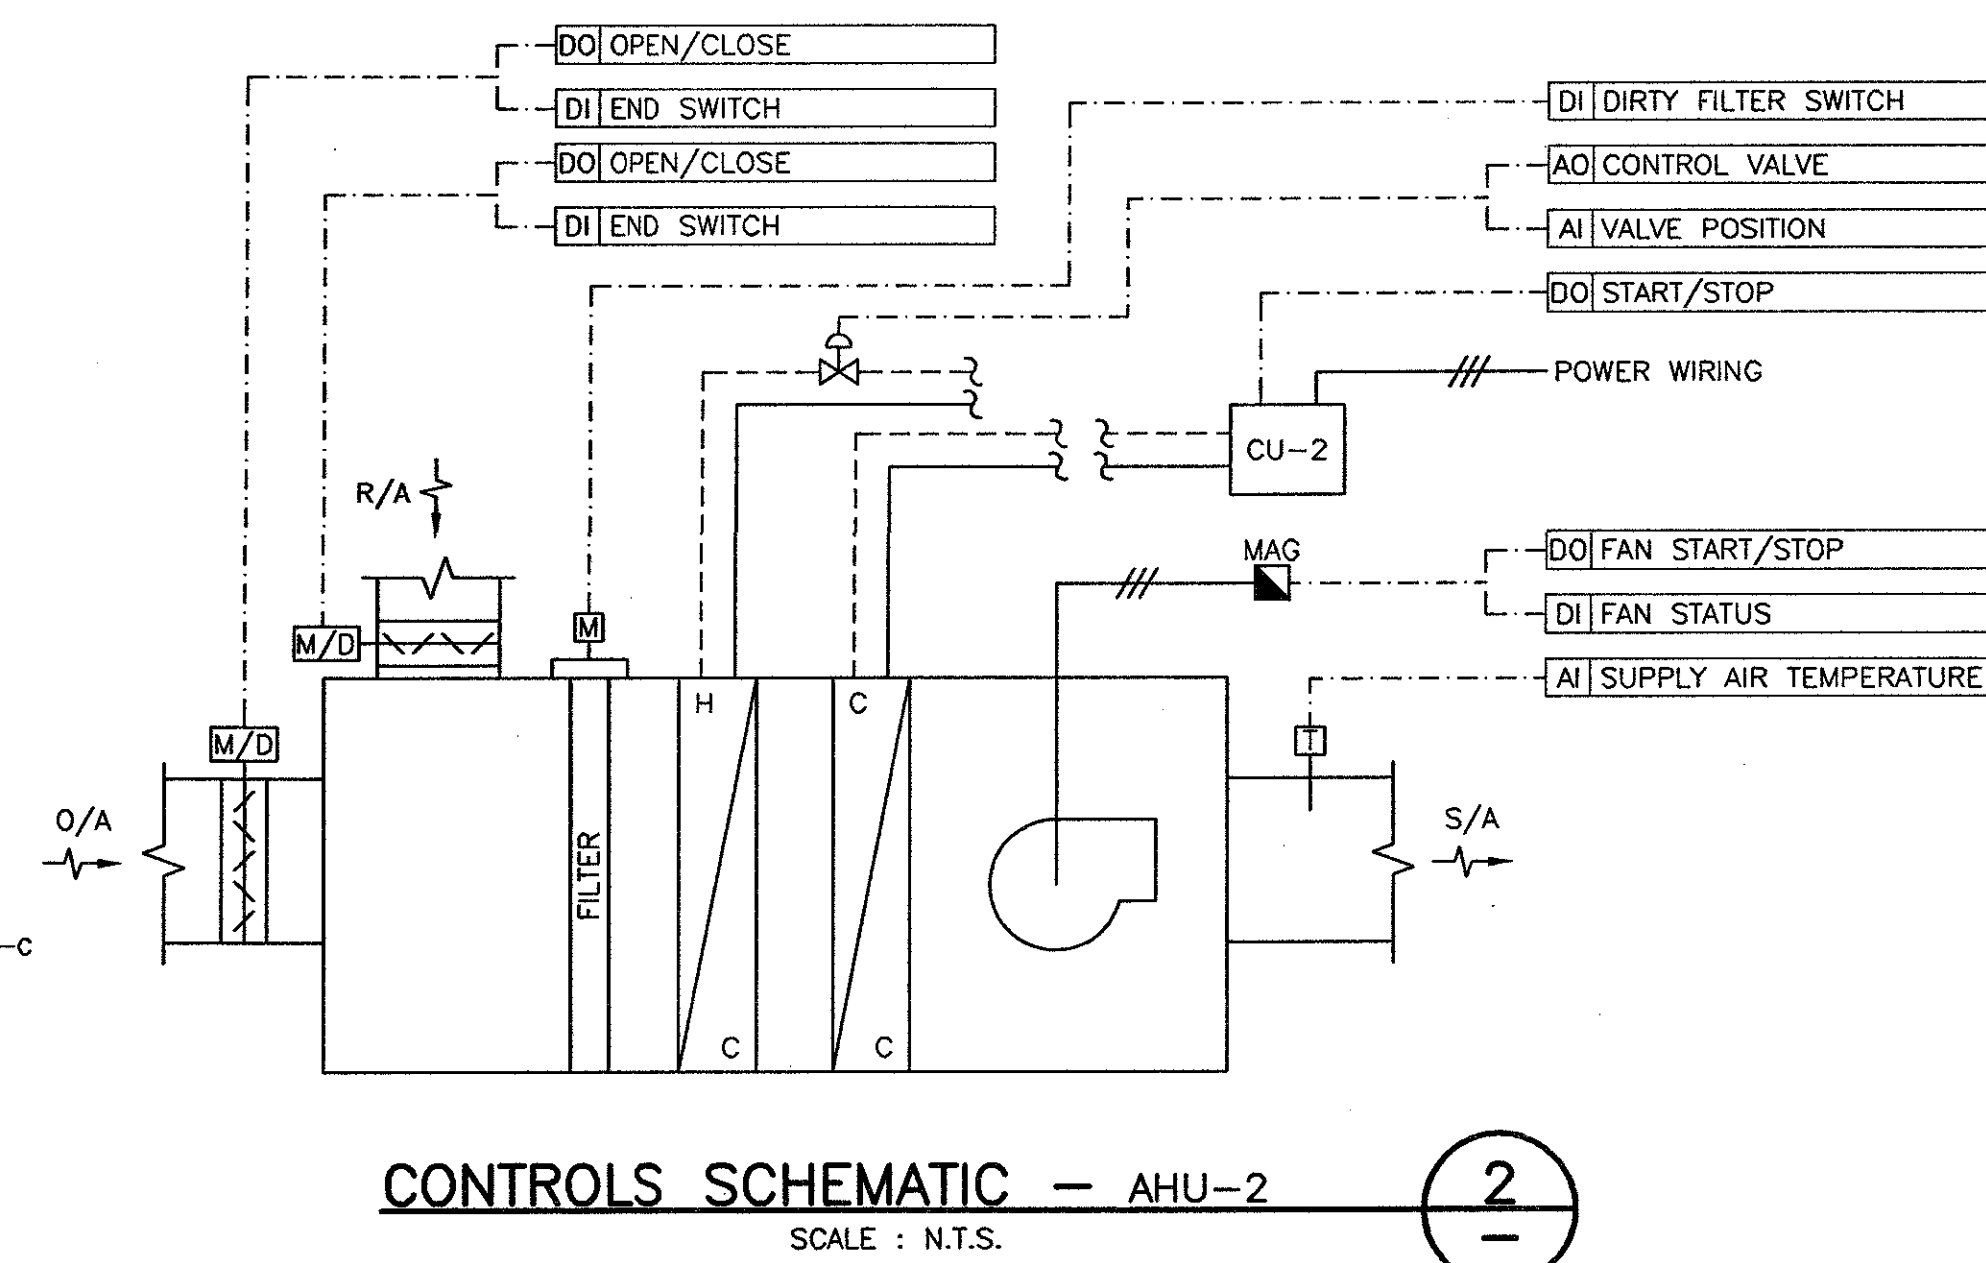 DO OPEN/CLOSE
DI END SWITCH
DO OPEN/CLOSE
DI END SWITCH
DI DIRTY FILTER SWITCH
AO CONTROL VALVE
AI VALVE POSITION
DO START/STOP
POWER WIRING
CU-2
R/A
MAG
DO FAN START/STOP
DI FAN STATUS
AI SUPPLY AIR TEMPERATURE
M/D
M
H
C
M/D
T
O/A
FILTER
S/A
-C
C
C
CONTROLS SCHEMATIC - AHU-2
SCALE : N.T.S.
2
-